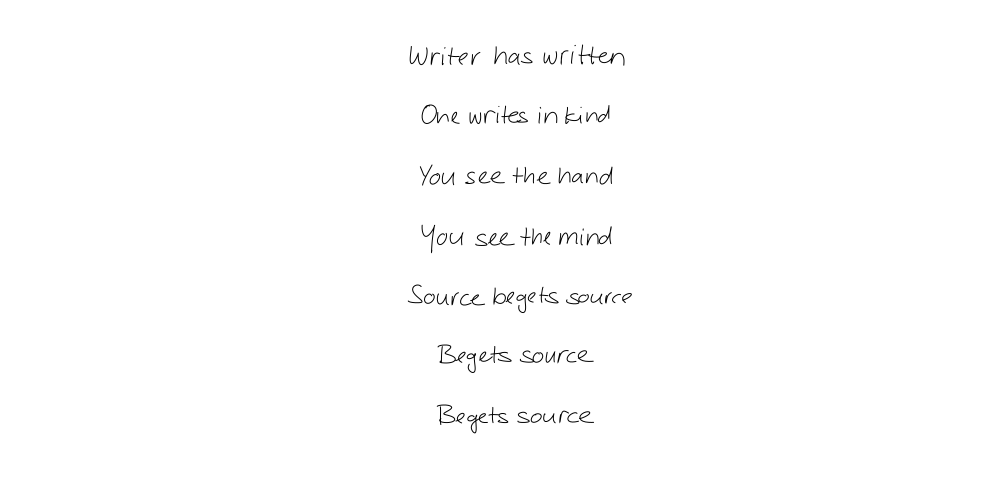 Writer has written
One writes in kind
You see the hand
You see the mind
Source begets source
Begets source
Begets source